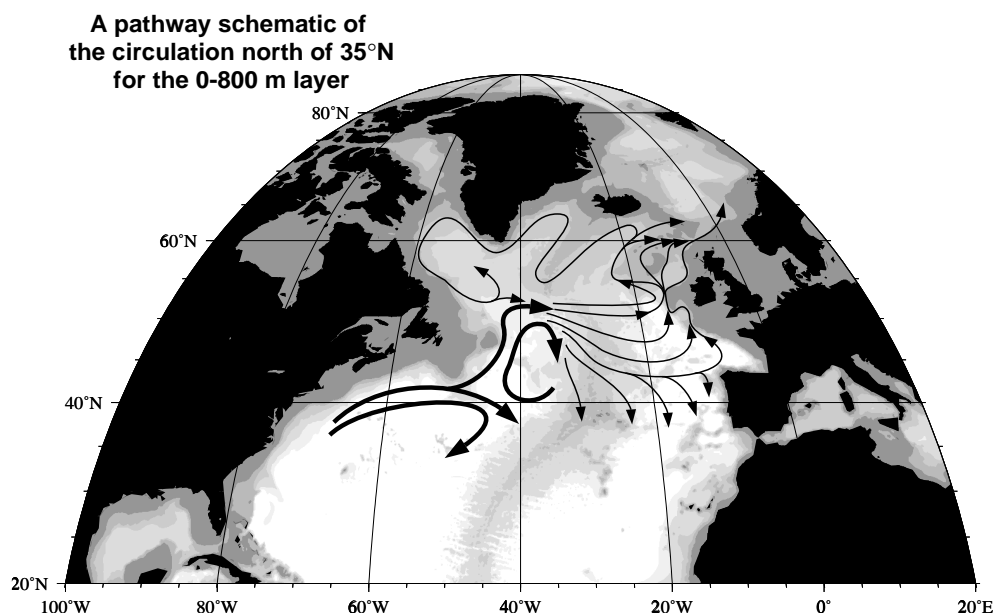 A pathway schematic of
the circulation north of 35°N
for the 0-800 m layer
80˚N
60˚N
40˚N
20˚N
100˚W 80˚W 60˚W 40˚W 20˚W 0˚ 20˚E